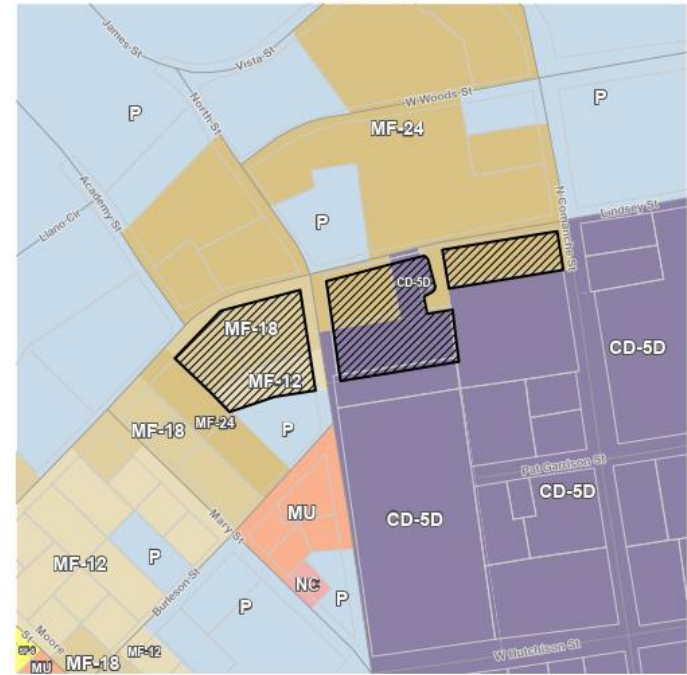 James St
Vista St
P
North St
W Woods St
P
MF-24
Academy St
N Comanche St
Llano Cir
P
Lindsey St
CD-5D
MF-18
CD-5D
MF-12
MF-18
MF-24
P
Pat Garrison St
CD-5D
MU
CD-5D
Mary St
MF-12
P
NC
P
Burleson St
P
St
Moore
MF-12
W Hutchison St
MU
MF-18